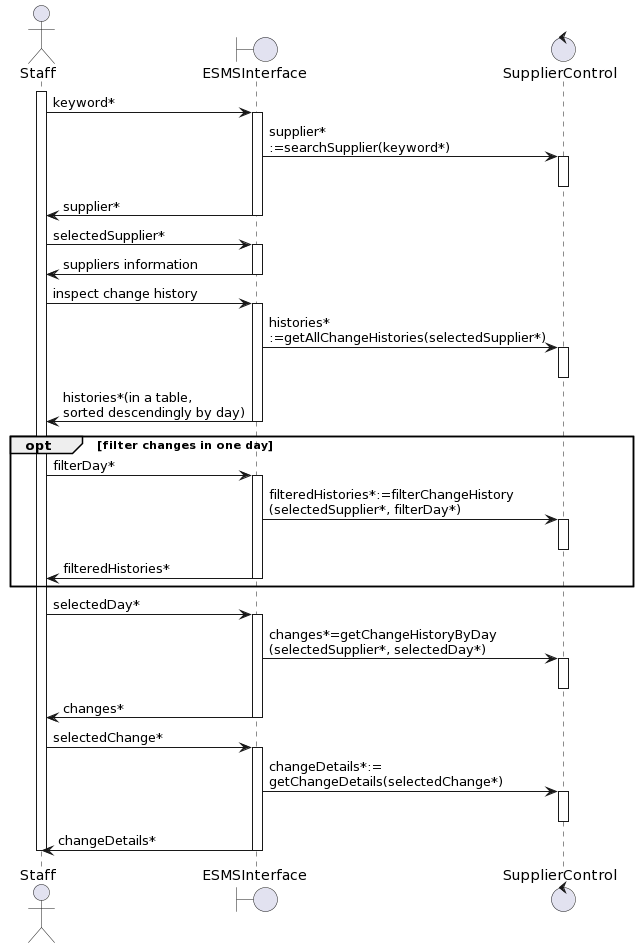 Staff
ESMSInterface
SupplierControl
keyword*
supplier*
:=searchSupplier(keyword*)
supplier*
selectedSupplier*
suppliers information
inspect change history
histories*
:=getAllChangeHistories(selectedSupplier*)
histories*(in a table,
sorted descendingly by day)
opt
[filter changes in one day]
filterDay*
filteredHistories*:=filterChangeHistory
(selectedSupplier*, filterDay*)
filteredHistories*
selectedDay*
changes*=getChangeHistoryByDay
(selectedSupplier*, selectedDay*)
changes*
selectedChange*
changeDetails*:=
getChangeDetails(selectedChange*)
changeDetails*
Staff
ESMSInterface
SupplierControl